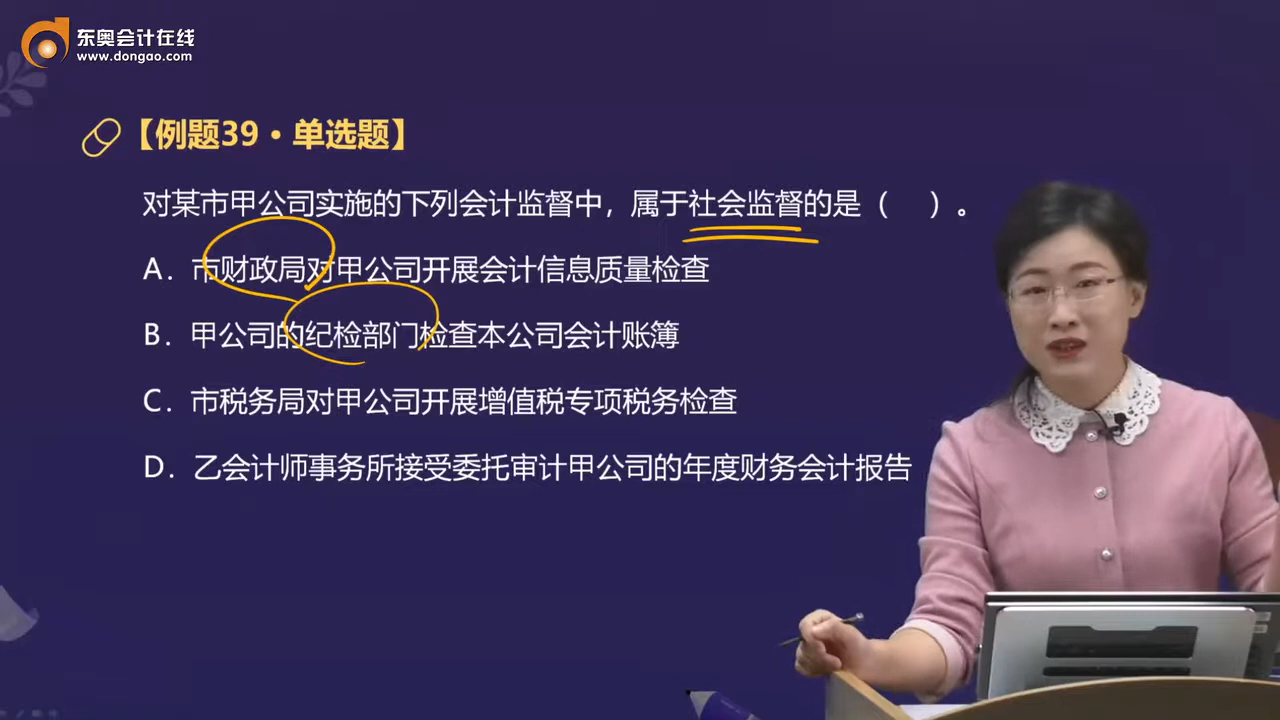 东奥会计在线
www.dongao.com
【例题39·单选题】
对某市甲公司实施的下列会计监督中，属于社会监督的是（ ）。
A. 市财政局对甲公司开展会计信息质量检查
B. 甲公司的纪检部门检查本公司会计账簿
C. 市税务局对甲公司开展增值税专项税务检查
D. 乙会计师事务所接受委托审计甲公司的年度财务会计报告